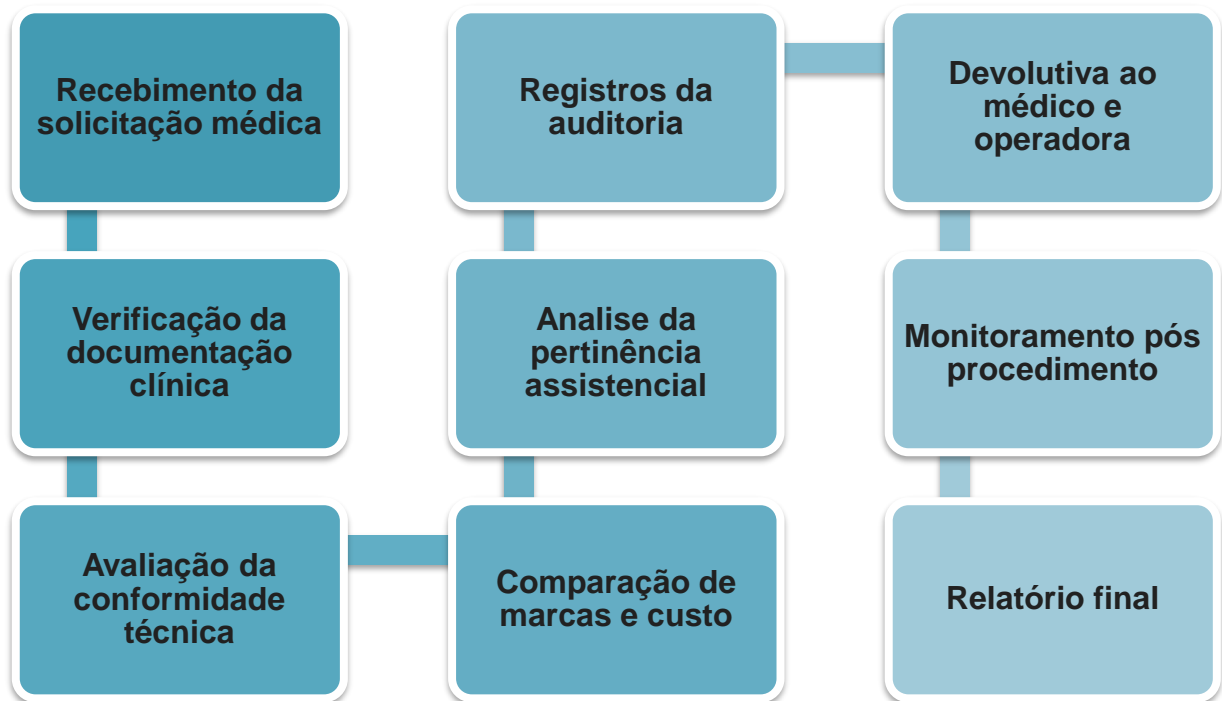 Recebimento da
solicitação médica
Verificação da
documentação
clínica
Avaliação da
conformidade
técnica
Comparação de
marcas e custo
Analise da
pertinência
assistencial
Registros da
auditoria
Devolutiva ao
médico e
operadora
Monitoramento pós
procedimento
Relatório final